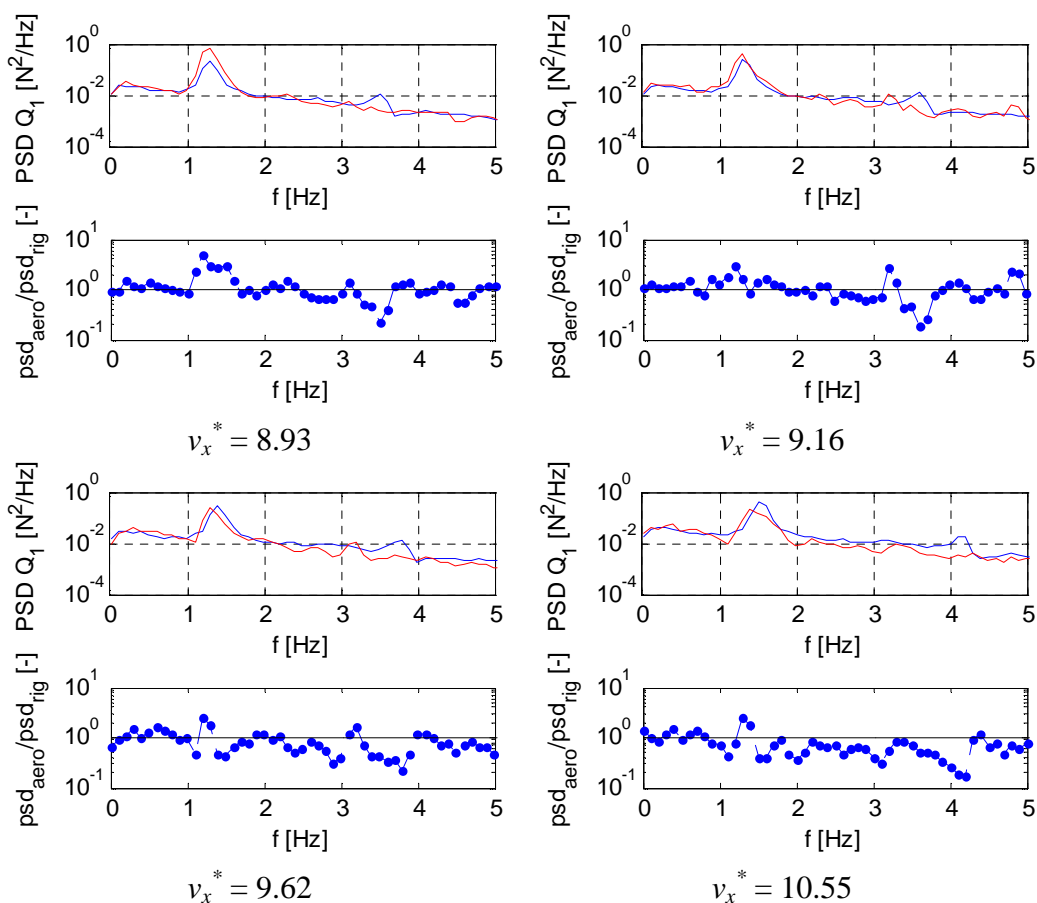 PSD Q1 [N^2/Hz]
10^0
10^-2
10^-4
0 1 2 3 4 5
f [Hz]
psd_aero/psd_rig [-]
10^1
10^0
10^-1
0 1 2 3 4 5
f [Hz]
v_x^* = 8.93
PSD Q1 [N^2/Hz]
10^0
10^-2
10^-4
0 1 2 3 4 5
f [Hz]
psd_aero/psd_rig [-]
10^1
10^0
10^-1
0 1 2 3 4 5
f [Hz]
v_x^* = 9.16
PSD Q1 [N^2/Hz]
10^0
10^-2
10^-4
0 1 2 3 4 5
f [Hz]
psd_aero/psd_rig [-]
10^1
10^0
10^-1
0 1 2 3 4 5
f [Hz]
v_x^* = 9.62
PSD Q1 [N^2/Hz]
10^0
10^-2
10^-4
0 1 2 3 4 5
f [Hz]
psd_aero/psd_rig [-]
10^1
10^0
10^-1
0 1 2 3 4 5
f [Hz]
v_x^* = 10.55